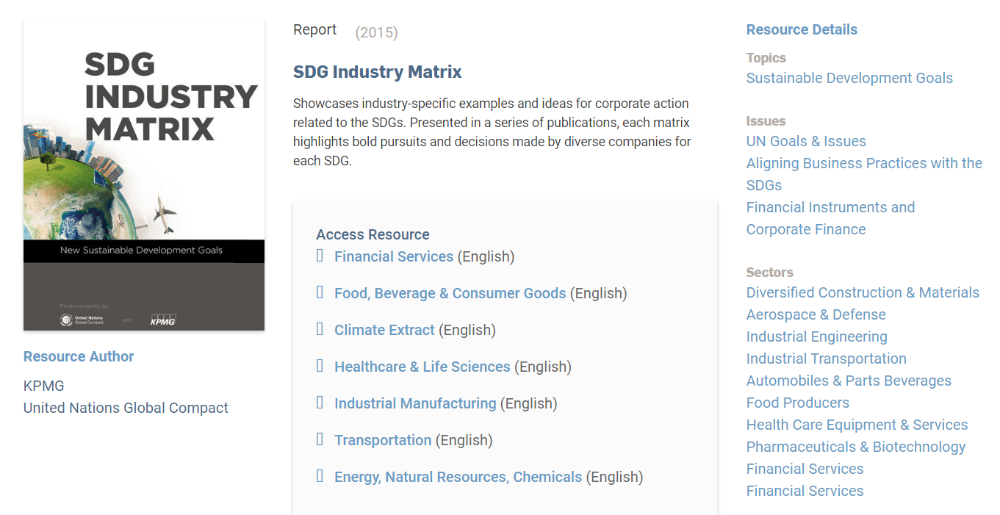 SDG
INDUSTRY
MATRIX
New Sustainable Development Goals
Produced jointly by
United Nations
Global Compact
and
KPMG
Resource Author
KPMG
United Nations Global Compact
Report (2015)
SDG Industry Matrix
Showcases industry-specific examples and ideas for corporate action
related to the SDGs. Presented in a series of publications, each matrix
highlights bold pursuits and decisions made by diverse companies for
each SDG.
Access Resource
Financial Services (English)
Food, Beverage & Consumer Goods (English)
Climate Extract (English)
Healthcare & Life Sciences (English)
Industrial Manufacturing (English)
Transportation (English)
Energy, Natural Resources, Chemicals (English)
Resource Details
Topics
Sustainable Development Goals
Issues
UN Goals & Issues
Aligning Business Practices with the
SDGs
Financial Instruments and
Corporate Finance
Sectors
Diversified Construction & Materials
Aerospace & Defense
Industrial Engineering
Industrial Transportation
Automobiles & Parts Beverages
Food Producers
Health Care Equipment & Services
Pharmaceuticals & Biotechnology
Financial Services
Financial Services